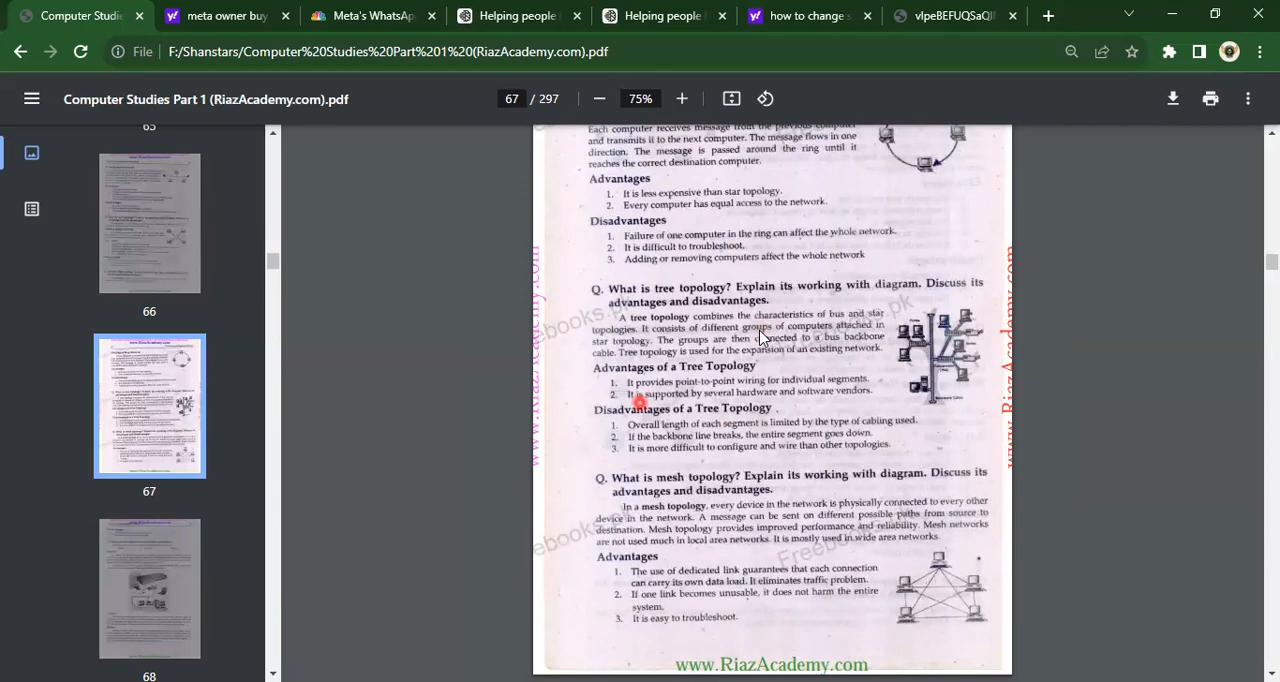 Computer Studi
meta owner buy
Meta's WhatsAp
Helping people
Helping people
how to change s
vlpeBEFUQSaQJI
File
F:/Shanstars/Computer%20Studies%20Part%201%20(RiazAcademy.com).pdf
Computer Studies Part 1 (RiazAcademy.com).pdf
67 / 297
75%
65
66
67
68
Each computer receives message from the previous computer
and transmits it to the next computer. The message flows in one
direction. The message is passed around the ring until it
reaches the correct destination computer.
Advantages
1. It is less expensive than star topology.
2. Every computer has equal access to the network.
Disadvantages
1. Failure of one computer in the ring can affect the whole network.
2. It is difficult to troubleshoot.
3. Adding or removing computers affect the whole network
Q. What is tree topology? Explain its working with diagram. Discuss its
advantages and disadvantages.
A tree topology combines the characteristics of bus and star
topologies. It consists of different groups of computers attached in
star topology. The groups are then connected to a bus backbone
cable. Tree topology is used for the expansion of an existing network.
Advantages of a Tree Topology
1. It provides point-to-point wiring for individual segments.
2. It is supported by several hardware and software vendors.
Disadvantages of a Tree Topology
1. Overall length of each segment is limited by the type of cabling used.
2. If the backbone line breaks, the entire segment goes down.
3. It is more difficult to configure and wire than other topologies.
Q. What is mesh topology? Explain its working with diagram. Discuss its
advantages and disadvantages.
In a mesh topology, every device in the network is physically connected to every other
device in the network. A message can be sent on different possible paths from source to
destination. Mesh topology provides improved performance and reliability. Mesh networks
are not used much in local area networks. It is mostly used in wide area networks.
Advantages
1. The use of dedicated link guarantees that each connection
can carry its own data load. It eliminates traffic problem.
2. If one link becomes unusable, it does not harm the entire
system.
3. It is easy to troubleshoot.
www.RiazAcademy.com
www.RiazAcademy.com
www.RiazAcademy.com